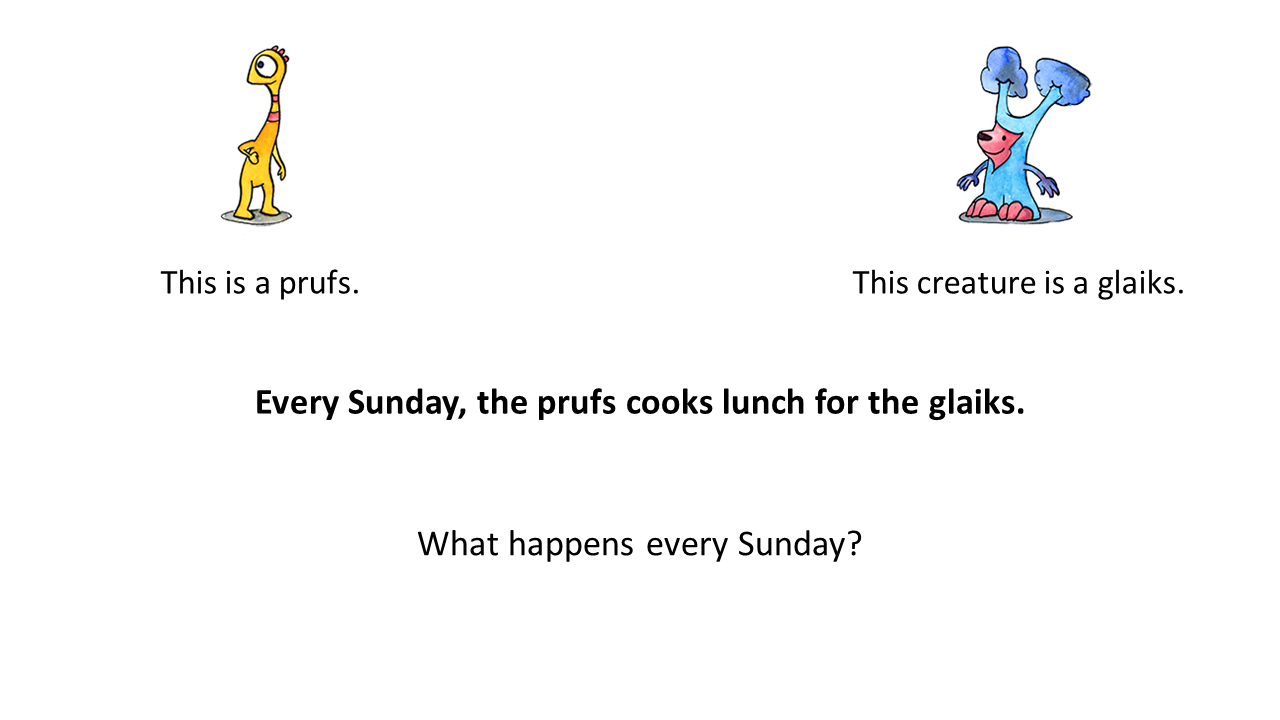 This is a prufs.
This creature is a glaiks.
Every Sunday, the prufs cooks lunch for the glaiks.
What happens every Sunday?